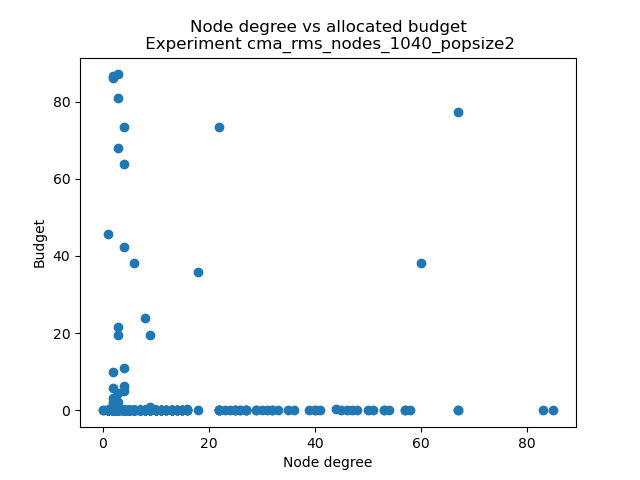 Node degree vs allocated budget
Experiment cma_rms_nodes_1040_popsize2
80
60
40
20
0
Budget
0 20 40 60 80
Node degree